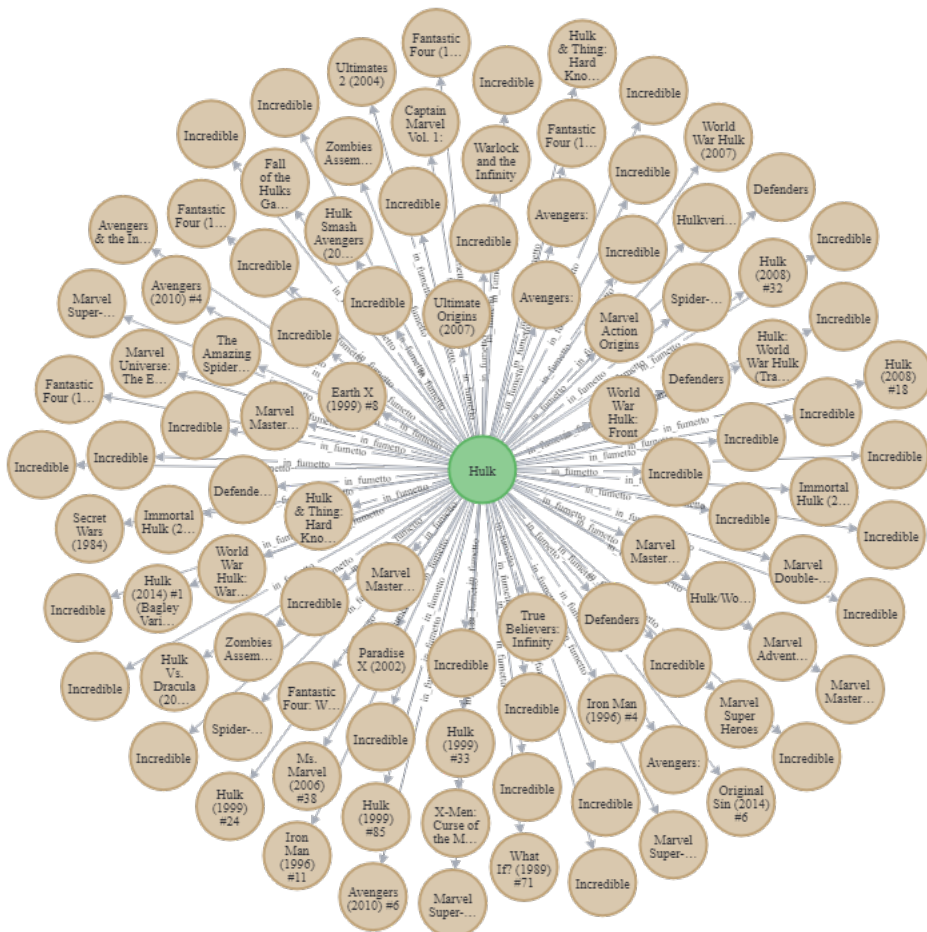 Fantastic
Four (1…
Hulk
& Thing:
Hard
Kno…
Ultimates
2 (2004)
Incredible
Incredible
Incredible
Captain
Marvel
Vol. 1:
Fantastic
Four (1…
World
War Hulk
(2007)
Incredible
Zombies
Assem…
Warlock
and the
Infinity
Incredible
Fall
of the
Hulks
Ga…
Defenders
Incredible
Avengers:
Hulkveri…
Fantastic
Four (1…
Hulk
Smash
Avengers
(20…
Avengers
& the In…
Incredible
Incredible
Incredible
Incredible
Hulk
(2008)
#32
Avengers
(2010) #4
Marvel
Super-…
Incredible
Ultimate
Origins
(2007)
Avengers:
Spider-…
Incredible
Marvel
Action
Origins
Hulk:
World
War Hulk
(Tra…
The
Amazing
Spider…
Incredible
Marvel
Universe:
The E…
Defenders
Hulk
(2008)
#18
Fantastic
Four (1…
Earth X
(1999) #8
World
War
Hulk:
Front
Incredible
Marvel
Master…
Incredible
Incredible
Incredible
Incredible
Incredible
Hulk
Incredible
Defende…
Immortal
Hulk (2…
Hulk
& Thing:
Hard
Kno…
Incredible
Immortal
Hulk (2…
Secret
Wars
(1984)
Incredible
Marvel
Master…
World
War
Hulk:
War…
Marvel
Double-…
Marvel
Master…
Hulk/Wo…
Incredible
Hulk
(2014) #1
(Bagley
Vari…
Incredible
Incredible
True
Believers:
Infinity
Defenders
Zombies
Assem…
Marvel
Advent…
Paradise
X (2002)
Incredible
Incredible
Incredible
Hulk
Vs.
Dracula
(20…
Marvel
Master…
Fantastic
Four: W…
Incredible
Iron Man
(1996) #4
Marvel
Super
Heroes
Spider-…
Incredible
Hulk
(1999)
#33
Incredible
Incredible
Avengers:
Ms.
Marvel
(2006)
#38
Incredible
Original
Sin (2014)
#6
Hulk
(1999)
#24
Hulk
(1999)
#85
X-Men:
Curse of
the M…
Incredible
Iron
Man
(1996)
#11
Marvel
Super-…
What
If? (1989)
#71
Incredible
Avengers
(2010) #6
Marvel
Super-…
in_fumetto
in_fumetto
in_fumetto
in_fumetto
in_fumetto
in_fumetto